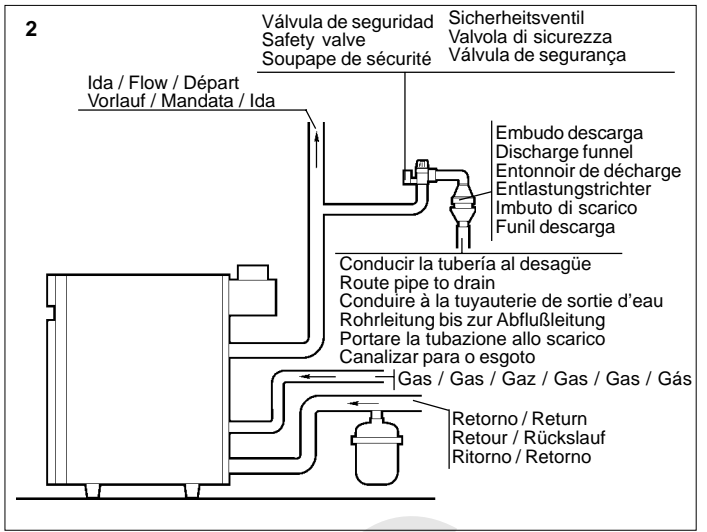 2
Válvula de seguridad
Safety valve
Soupape de sécurité
Sicherheitsventil
Valvola di sicurezza
Válvula de segurança
Ida / Flow / Départ
Vorlauf / Mandata / Ida
Embudo descarga
Discharge funnel
Entonnoir de décharge
Entlastungstrichter
Imbuto di scarico
Funil descarga
Conducir la tubería al desagüe
Route pipe to drain
Conduire à la tuyauterie de sortie d'eau
Rohrleitung bis zur Abflußleitung
Portare la tubazione allo scarico
Canalizar para o esgoto
Gas / Gas / Gaz / Gas / Gas / Gás
Retorno / Return
Retour / Rückslauf
Ritorno / Retorno